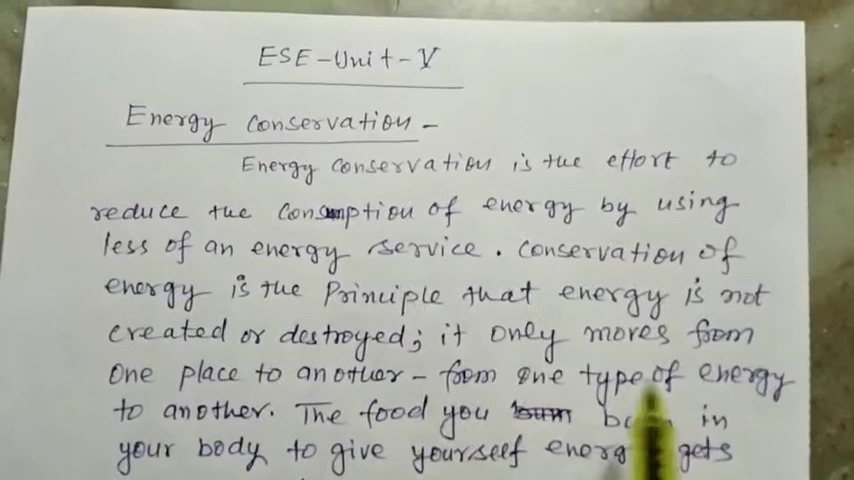 ESE-Unit-V
Energy conservation -
Energy conservation is the effort to
reduce the consumption of energy by using
less of an energy service. conservation of
energy is the Principle that energy is not
created or destroyed; it only moves from
one place to another - from one type of energy
to another. The food you in
your body to give yourself gets